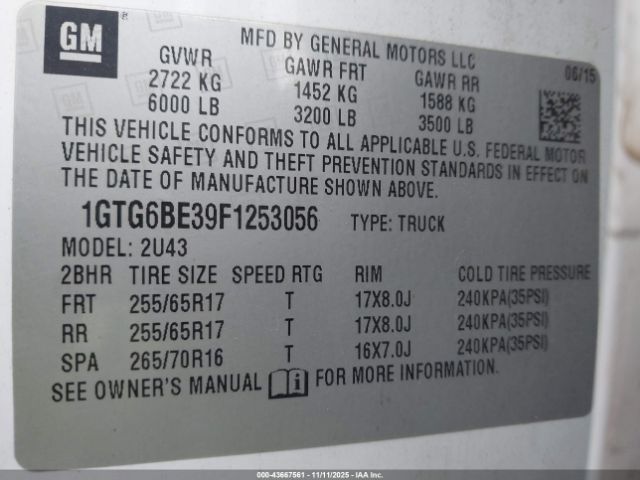 GM
®
MFD BY GENERAL MOTORS LLC
06/15
GVWR GAWR FRT GAWR RR
2722 KG 1452 KG 1588 KG
6000 LB 3200 LB 3500 LB
THIS VEHICLE CONFORMS TO ALL APPLICABLE U.S. FEDERAL MOTOR
VEHICLE SAFETY AND THEFT PREVENTION STANDARDS IN EFFECT ON
THE DATE OF MANUFACTURE SHOWN ABOVE.
1GTG6BE39F1253056 TYPE: TRUCK
MODEL: 2U43
2BHR TIRE SIZE SPEED RTG RIM COLD TIRE PRESSURE
FRT 255/65R17 T 17X8.0J 240KPA(35PSI)
RR 255/65R17 T 17X8.0J 240KPA(35PSI)
SPA 265/70R16 T 16X7.0J 240KPA(35PSI)
SEE OWNER'S MANUAL FOR MORE INFORMATION.
000-43667561 - 11/11/2025 - IAA Inc.